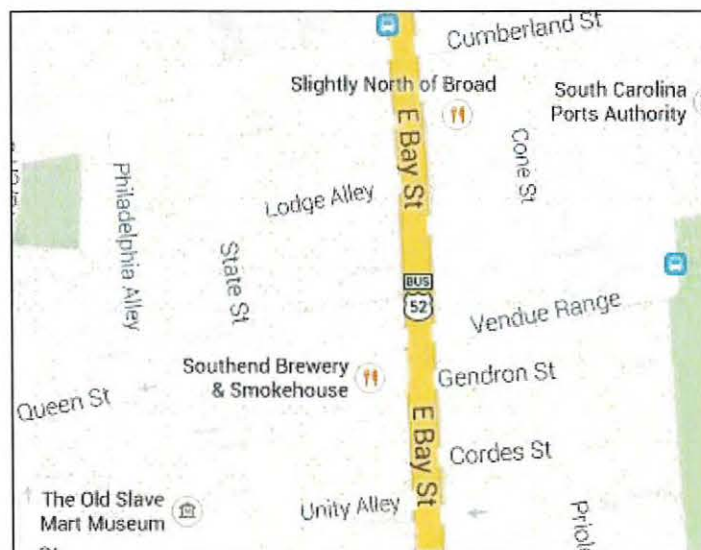 Cumberland St
Slightly North of Broad
South Carolina
Ports Authority
E Bay St
Cone St
Philadelphia Alley
Lodge Alley
State St
BUS
52
Vendue Range
Southend Brewery
& Smokehouse
Gendron St
Queen St
E Bay St
Cordes St
The Old Slave
Mart Museum
Unity Alley